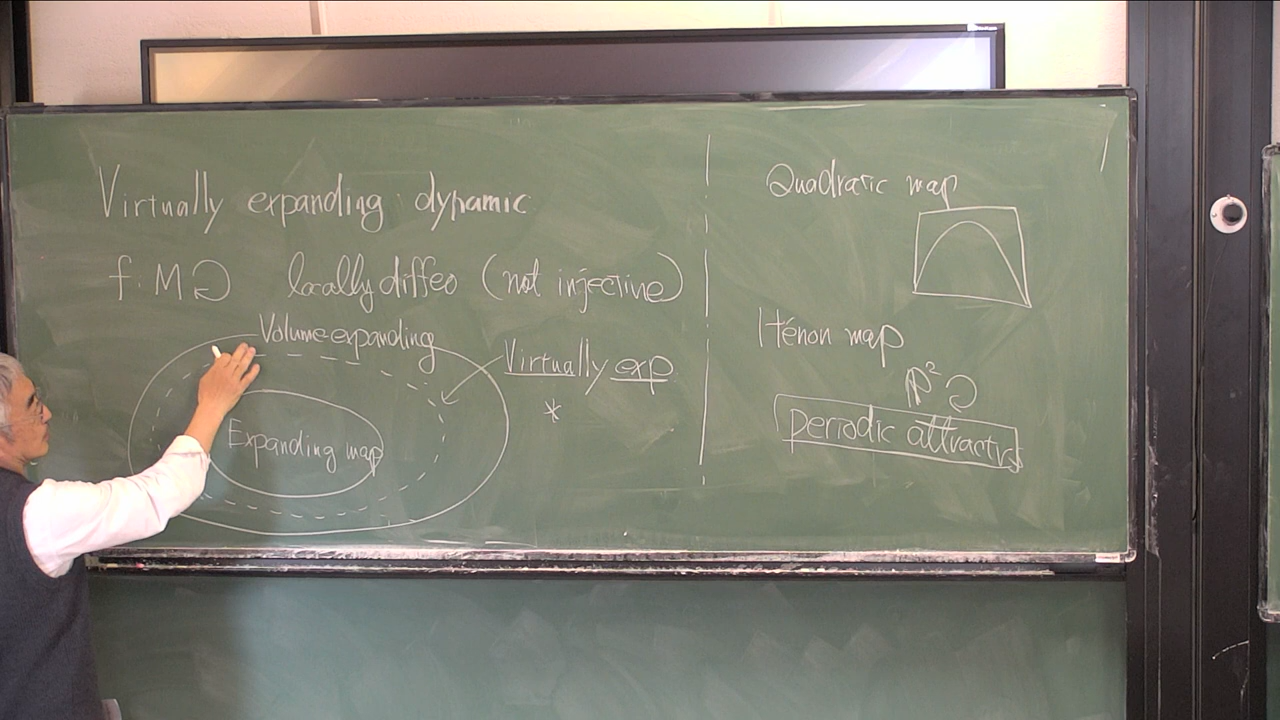 Virtually expanding dynamic
f: M⊃ locally diffeo (not injective)
Volume expanding
Virtually exp
*
Expanding map
Quadratic map
Hénon map
R²⊃
periodic attractrs